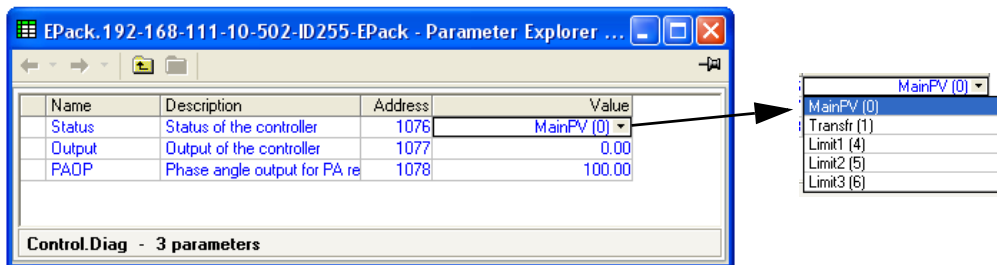 EPack.192-168-111-10-502-ID255-EPack - Parameter Explorer ...
Name Description Address Value
Status Status of the controller 1076 MainPV (0)
Output Output of the controller 1077 0.00
PAOP Phase angle output for PA re 1078 100.00
Control.Diag - 3 parameters
MainPV (0)
MainPV (0)
Transfr (1)
Limit1 (4)
Limit2 (5)
Limit3 (6)